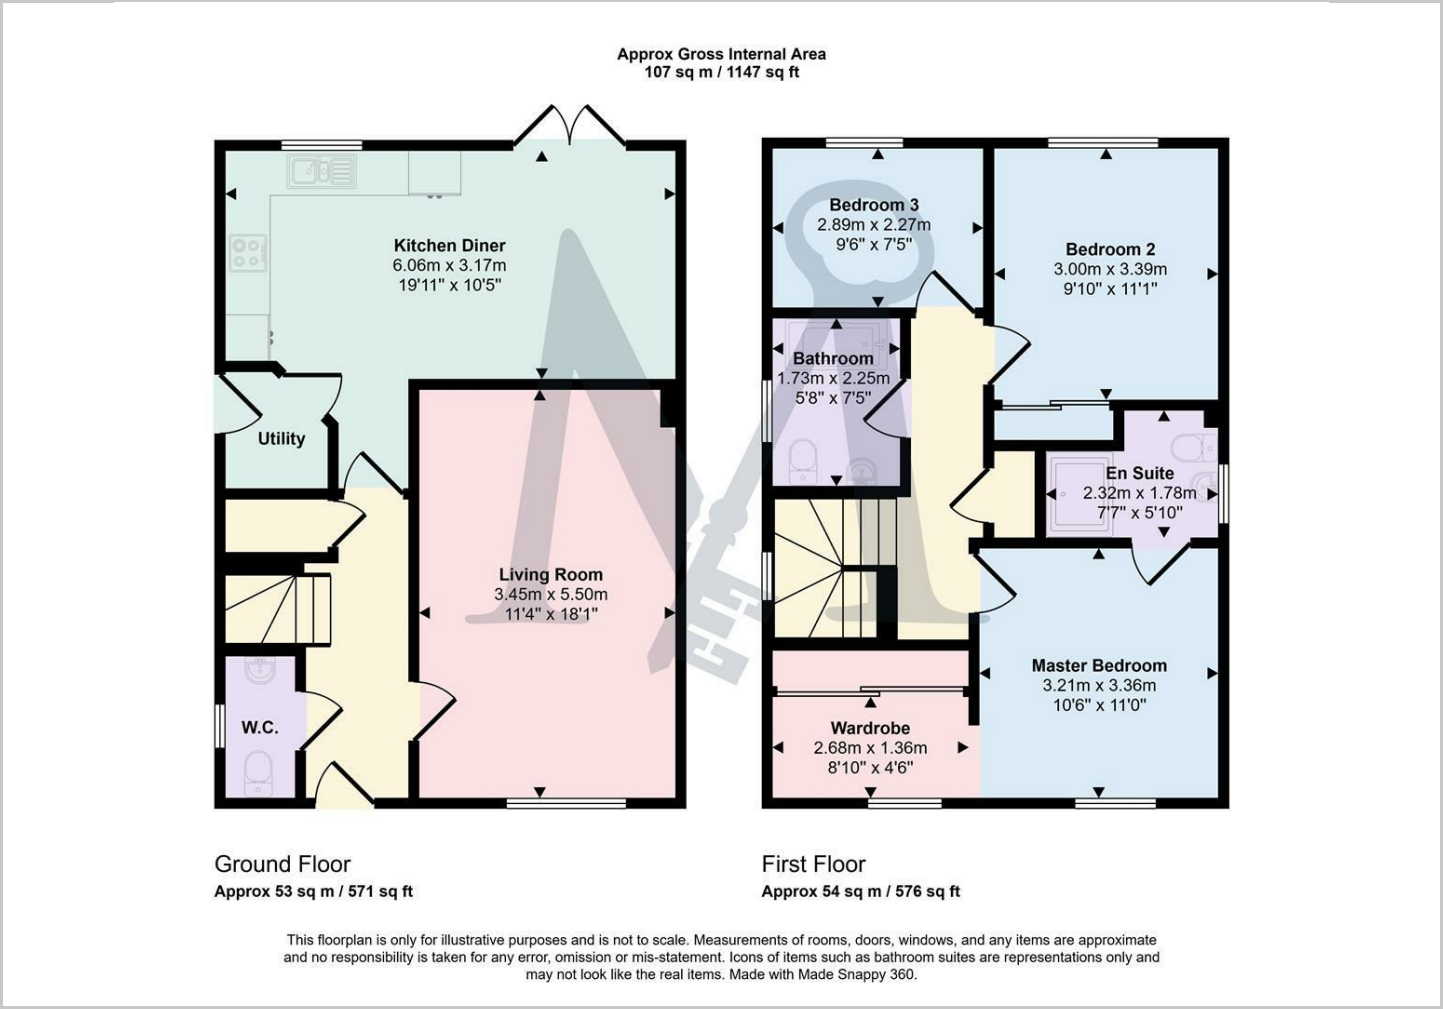 Approx Gross Internal Area
107 sq m / 1147 sq ft
Kitchen Diner
6.06m x 3.17m
19'11" x 10'5"
Utility
Living Room
3.45m x 5.50m
11'4" x 18'1"
W.C.
Bedroom 3
2.89m x 2.27m
9'6" x 7'5"
Bedroom 2
3.00m x 3.39m
9'10" x 11'1"
Bathroom
1.73m x 2.25m
5'8" x 7'5"
En Suite
2.32m x 1.78m
7'7" x 5'10"
Master Bedroom
3.21m x 3.36m
10'6" x 11'0"
Wardrobe
2.68m x 1.36m
8'10" x 4'6"
Ground Floor
Approx 53 sq m / 571 sq ft
First Floor
Approx 54 sq m / 576 sq ft
This floorplan is only for illustrative purposes and is not to scale. Measurements of rooms, doors, windows, and any items are approximate
and no responsibility is taken for any error, omission or mis-statement. Icons of items such as bathroom suites are representations only and
may not look like the real items. Made with Made Snappy 360.